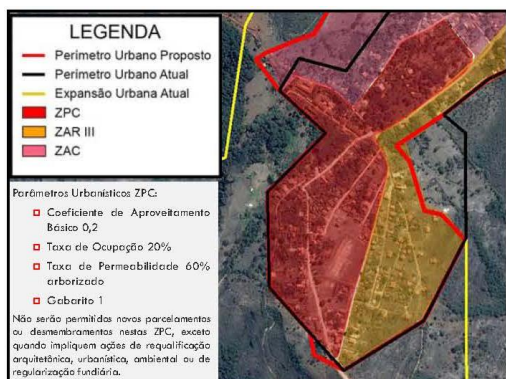 LEGENDA
Perímetro Urbano Proposto
Perímetro Urbano Atual
Expansão Urbana Atual
ZPC
ZAR III
ZAC
Parâmetros Urbanísticos ZPC:
Coeficiente de Aproveitamento
Básico 0,2
Taxa de Ocupação 20%
Taxa de Permeabilidade 60%
arborizado
Gabarito 1
Não serão permitidos novos parcelamentos
ou desmembramentos nestas ZPC, exceto
quando impliquem ações de requalificação
arquitetônica, urbanística, ambiental ou de
regularização fundiária.